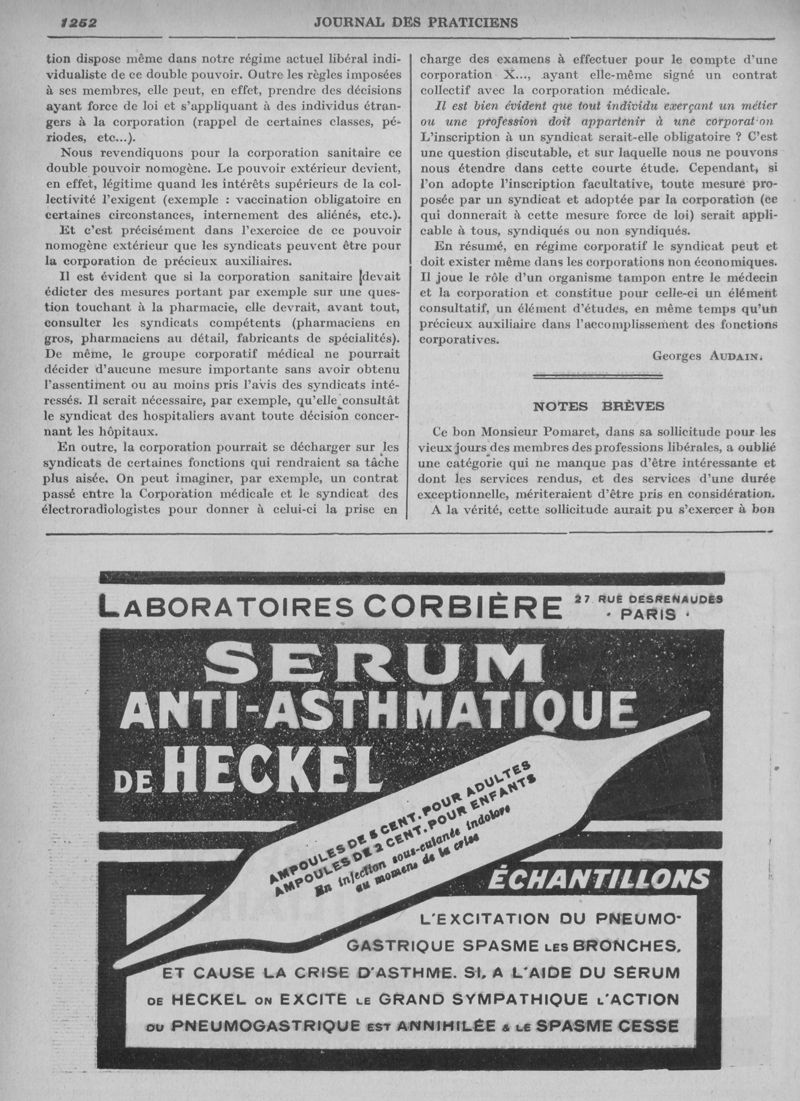 1252
JOURNAL DES PRATICIENS
tion dispose même dans notre régime actuel libéral indi-
vidualiste de ce double pouvoir. Outre les règles imposées
à ses membres, elle peut, en effet, prendre des décisions
ayant force de loi et s'appliquant à des individus étran-
gers à la corporation (rappel de certaines classes, pé-
riodes, etc...).
Nous revendiquons pour la corporation sanitaire ce
double pouvoir nomogène. Le pouvoir extérieur devient,
en effet, légitime quand les intérêts supérieurs de la col-
lectivité l'exigent (exemple : vaccination obligatoire en
certaines circonstances, internement des aliénés, etc.).
Et c'est précisément dans l'exercice de ce pouvoir
nomogène extérieur que les syndicats peuvent être pour
la corporation de précieux auxiliaires.
Il est évident que si la corporation sanitaire devait
édicter des mesures portant par exemple sur une ques-
tion touchant à la pharmacie, elle devrait, avant tout,
consulter les syndicats compétents (pharmaciens en
gros, pharmaciens au détail, fabricants de spécialités).
De même, le groupe corporatif médical ne pourrait
décider d'aucune mesure importante sans avoir obtenu
l'assentiment ou au moins pris l'avis des syndicats inté-
ressés. Il serait nécessaire, par exemple, qu'elle consultât
le syndicat des hospitaliers avant toute décision concer-
nant les hôpitaux.
En outre, la corporation pourrait se décharger sur les
syndicats de certaines fonctions qui rendraient sa tâche
plus aisée. On peut imaginer, par exemple, un contrat
passé entre la Corporation médicale et le syndicat des
électroradiologistes pour donner à celui-ci la prise en
charge des examens à effectuer pour le compte d'une
corporation X..., ayant elle-même signé un contrat
collectif avec la corporation médicale.
Il est bien évident que tout individu exerçant un métier
ou une profession doit appartenir à une corporat on
L'inscription à un syndicat serait-elle obligatoire ? C'est
une question discutable, et sur laquelle nous ne pouvons
nous étendre dans cette courte étude. Cependant, si
l'on adopte l'inscription facultative, toute mesure pro-
posée par un syndicat et adoptée par la corporation (ce
qui donnerait à cette mesure force de loi) serait appli-
cable à tous, syndiqués ou non syndiqués.
En résumé, en régime corporatif le syndicat peut et
doit exister même dans les corporations non économiques.
Il joue le rôle d'un organisme tampon entre le médecin
et la corporation et constitue pour celle-ci un élément
consultatif, un élément d'études, en même temps qu'un
précieux auxiliaire dans l'accomplissement des fonctions
corporatives.
Georges AUDAIN.
NOTES BRÈVES
Ce bon Monsieur Pomaret, dans sa sollicitude pour les
vieux jours des membres des professions libérales, a oublié
une catégorie qui ne manque pas d'être intéressante et
dont les services rendus, et des services d'une durée
exceptionnelle, mériteraient d'être pris en considération.
A la vérité, cette sollicitude aurait pu s'exercer à bon
LABORATOIRES CORBIÈRE
27 RUE DESRENAUDES
· PARIS ·
SERUM
ANTI-ASTHMATIQUE
DE HECKEL
AMPOULES DE 5 CENT. POUR ADULTES
AMPOULES DE 2 CENT. POUR ENFANTS
En injection sous-cutanée indolore
au moment de la crise
ÉCHANTILLONS
L'EXCITATION DU PNEUMO-
GASTRIQUE SPASME LES BRONCHES,
ET CAUSE LA CRISE D'ASTHME. SI, A L'AIDE DU SÉRUM
DE HECKEL ON EXCITE LE GRAND SYMPATHIQUE L'ACTION
DU PNEUMOGASTRIQUE EST ANNIHILÉE & LE SPASME CESSE